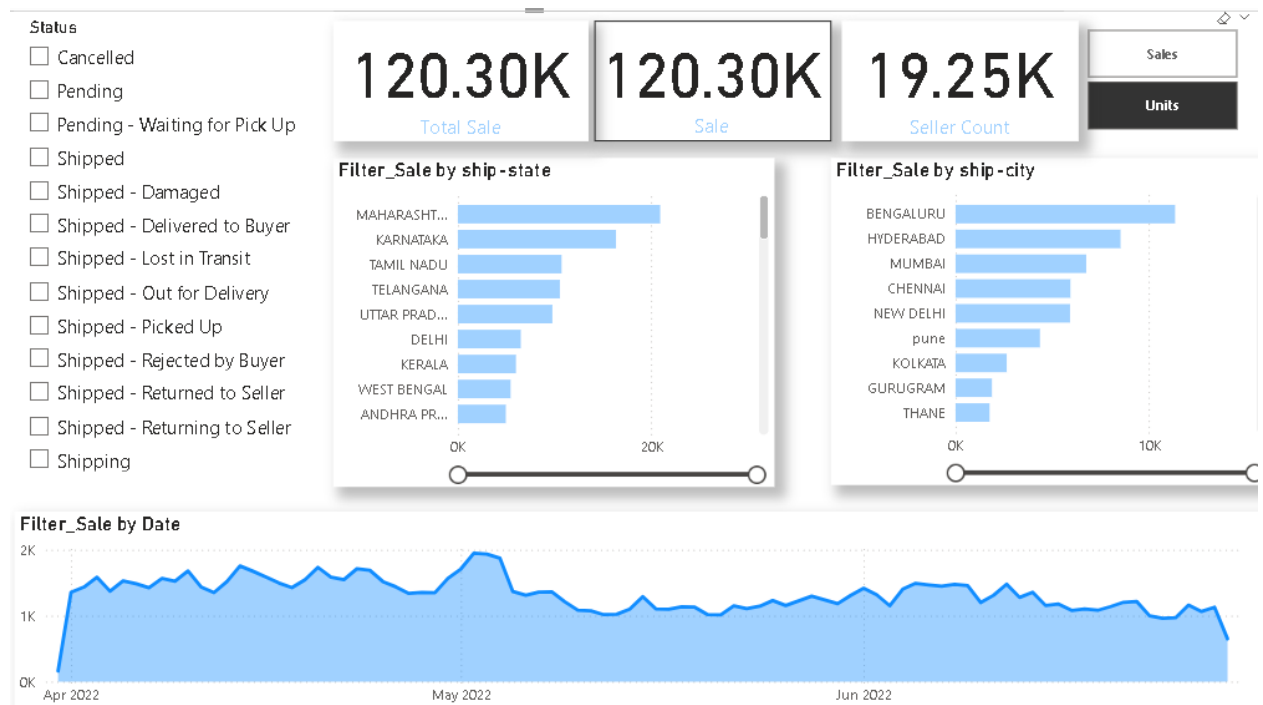 Status
Cancelled
Pending
Pending - Waiting for Pick Up
Shipped
Shipped - Damaged
Shipped - Delivered to Buyer
Shipped - Lost in Transit
Shipped - Out for Delivery
Shipped - Picked Up
Shipped - Rejected by Buyer
Shipped - Returned to Seller
Shipped - Returning to Seller
Shipping
120.30K
Total Sale
120.30K
Sale
19.25K
Seller Count
Sales
Units
Filter_Sale by ship-state
MAHARASHT...
KARNATAKA
TAMIL NADU
TELANGANA
UTTAR PRAD...
DELHI
KERALA
WEST BENGAL
ANDHRA PR...
0K 20K
Filter_Sale by ship-city
BENGALURU
HYDERABAD
MUMBAI
CHENNAI
NEW DELHI
pune
KOLKATA
GURUGRAM
THANE
0K 10K
Filter_Sale by Date
2K
1K
0K
Apr 2022 May 2022 Jun 2022